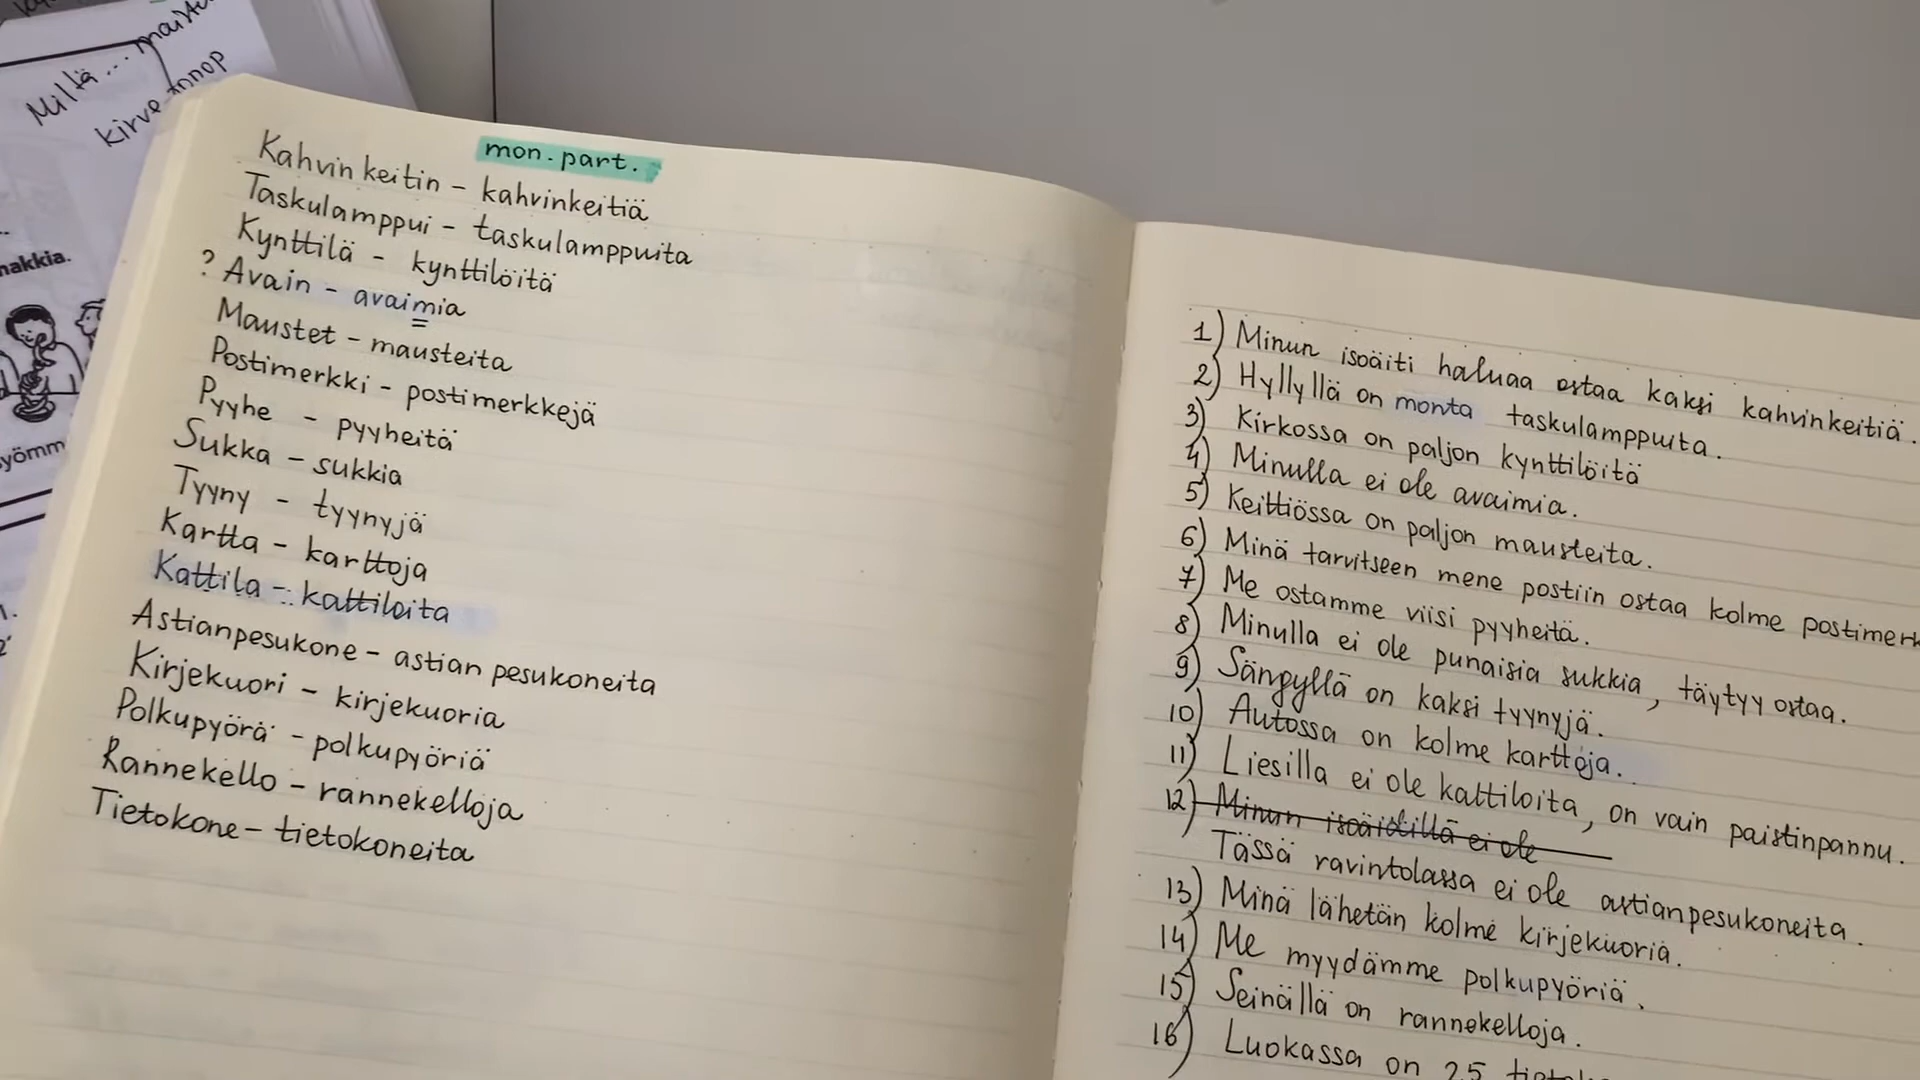 Miltä... maistuu
kirve
nakkia.
syömm
mon. part.
Kahvinkeitin - kahvinkeitiä
Taskulamppui - taskulamppuita
Kynttilä - kynttilöitä
? Avain - avaimia
Maustet - mausteita
Postimerkki - postimerkkejä
Pyyhe - pyyheitä
Sukka - sukkia
Tyyny - tyynyjä
Kartta - karttoja
Kattila - kattiloita
Astianpesukone - astian pesukoneita
Kirjekuori - kirjekuoria
Polkupyörä - polkupyöriä
Rannekello - rannekelloja
Tietokone - tietokoneita
1) Minun isoäiti haluaa ostaa kaksi kahvinkeitiä.
2) Hyllyllä on monta taskulamppuita.
3) Kirkossa on paljon kynttilöitä
4) Minulla ei ole avaimia.
5) Keittiössa on paljon mausteita.
6) Minä tarvitseen mene postiin ostaa kolme postimerk
7) Me ostamme viisi pyyheitä.
8) Minulla ei ole punaisia sukkia, täytyy ostaa.
9) Sängyllä on kaksi tyynyjä.
10) Autossa on kolme karttoja.
11) Liesilla ei ole kattiloita, on vain paistinpannu.
12) Minun isoäidillä ei ole
Tässä ravintolassa ei ole astianpesukoneita.
13) Minä lähetän kolme kirjekuoria.
14) Me myydämme polkupyöriä.
15) Seinällä on rannekelloja.
16) Luokassa on 25